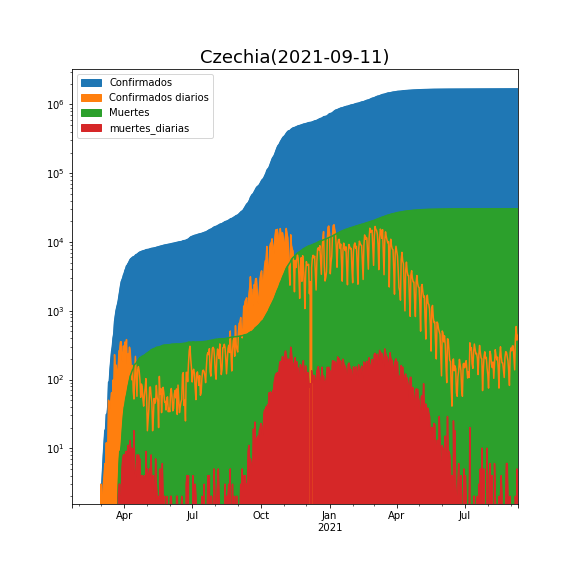 Czechia(2021-09-11)
Confirmados
Confirmados diarios
Muertes
muertes_diarias
10⁶
10⁵
10⁴
10³
10²
10¹
Apr Jul Oct Jan Apr Jul
2021